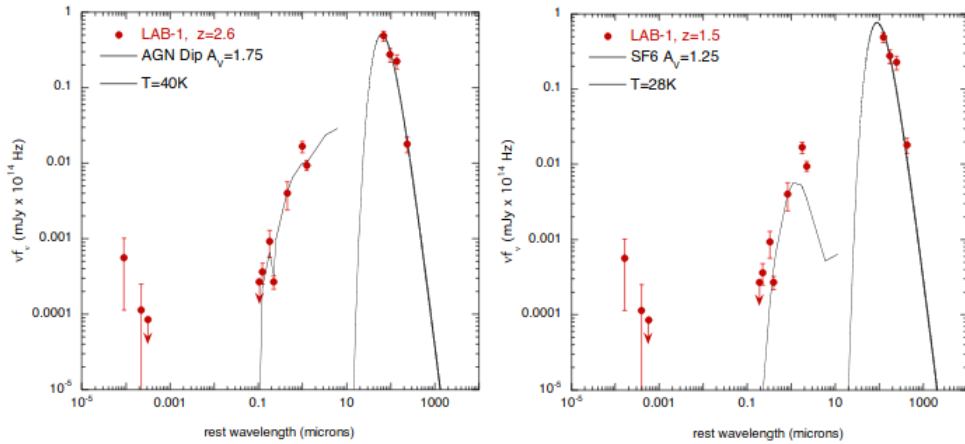 LAB-1, z=2.6
AGN Dip A_V=1.75
T=40K
νf_ν (mJy x 10^14 Hz)
1
0.1
0.01
0.001
0.0001
10^-5
10^-5 0.001 0.1 10 1000
rest wavelength (microns)
LAB-1, z=1.5
SF6 A_V=1.25
T=28K
νf_ν (mJy x 10^14 Hz)
1
0.1
0.01
0.001
0.0001
10^-5
10^-5 0.001 0.1 10 1000
rest wavelength (microns)